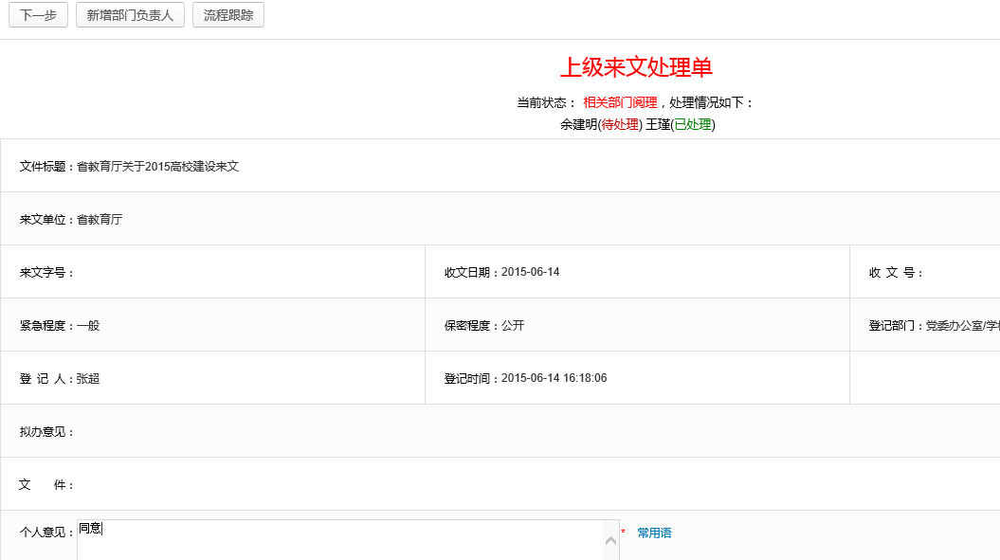 下一步 新增部门负责人 流程跟踪
上级来文处理单
当前状态： 相关部门阅理，处理情况如下：
余建明(待处理) 王瑾(已处理)
文件标题：省教育厅关于2015高校建设来文
来文单位：省教育厅
来文字号： 收文日期：2015-06-14 收 文 号：
紧急程度：一般 保密程度：公开 登记部门：党委办公室/学
登 记 人：张超 登记时间：2015-06-14 16:18:06
拟办意见：
文 件：
个人意见：同意 * 常用语